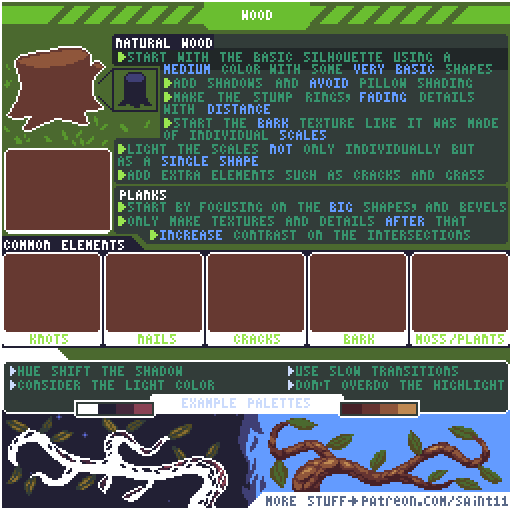 WOOD
NATURAL WOOD
START WITH THE BASIC SILHOUETTE USING A
MEDIUM COLOR WITH SOME VERY BASIC SHAPES
ADD SHADOWS AND AVOID PILLOW SHADING
MAKE THE STUMP RINGS, FADING DETAILS
WITH DISTANCE
START THE BARK TEXTURE LIKE IT WAS MADE
OF INDIVIDUAL SCALES
LIGHT THE SCALES NOT ONLY INDIVIDUALLY BUT
AS A SINGLE SHAPE
ADD EXTRA ELEMENTS SUCH AS CRACKS AND GRASS
PLANKS
START BY FOCUSING ON THE BIG SHAPES, AND BEVELS
ONLY MAKE TEXTURES AND DETAILS AFTER THAT
INCREASE CONTRAST ON THE INTERSECTIONS
COMMON ELEMENTS
KNOTS NAILS CRACKS BARK MOSS/PLANTS
HUE SHIFT THE SHADOW
CONSIDER THE LIGHT COLOR
USE SLOW TRANSITIONS
DON'T OVERDO THE HIGHLIGHT
EXAMPLE PALETTES
MORE STUFF→PATREON.COM/SAINT11